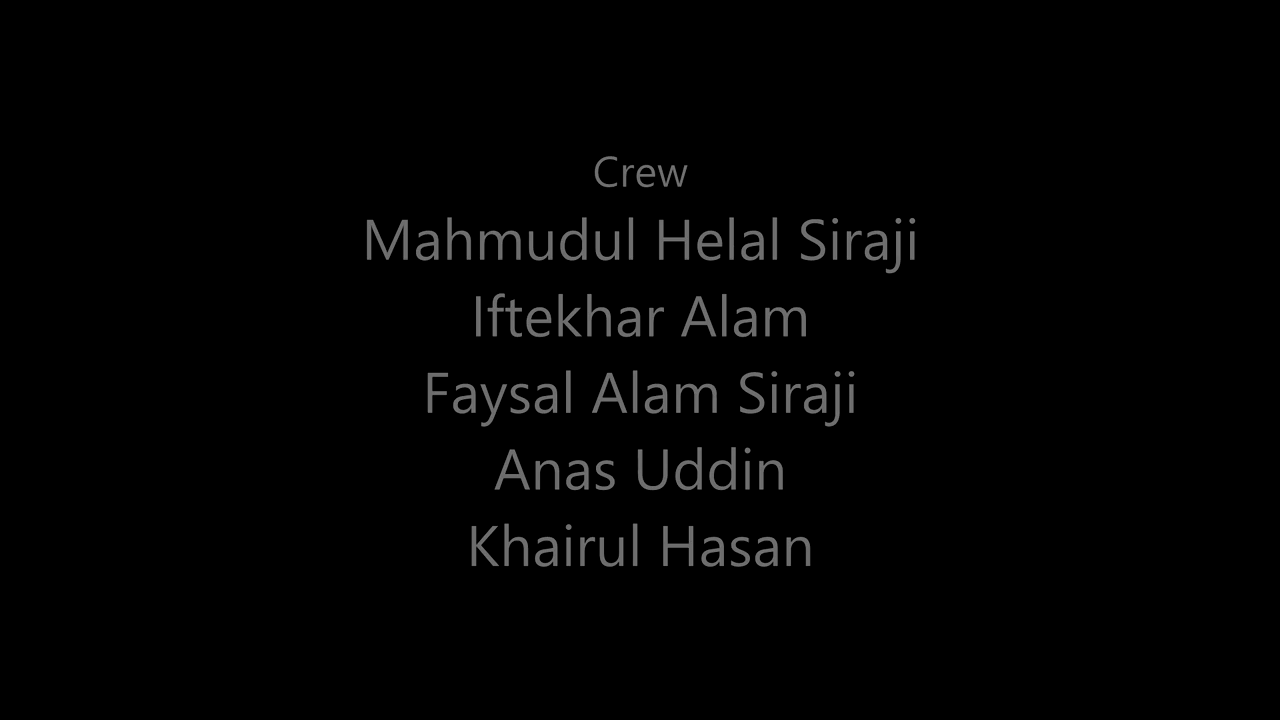 Crew
Mahmudul Helal Siraji
Iftekhar Alam
Faysal Alam Siraji
Anas Uddin
Khairul Hasan